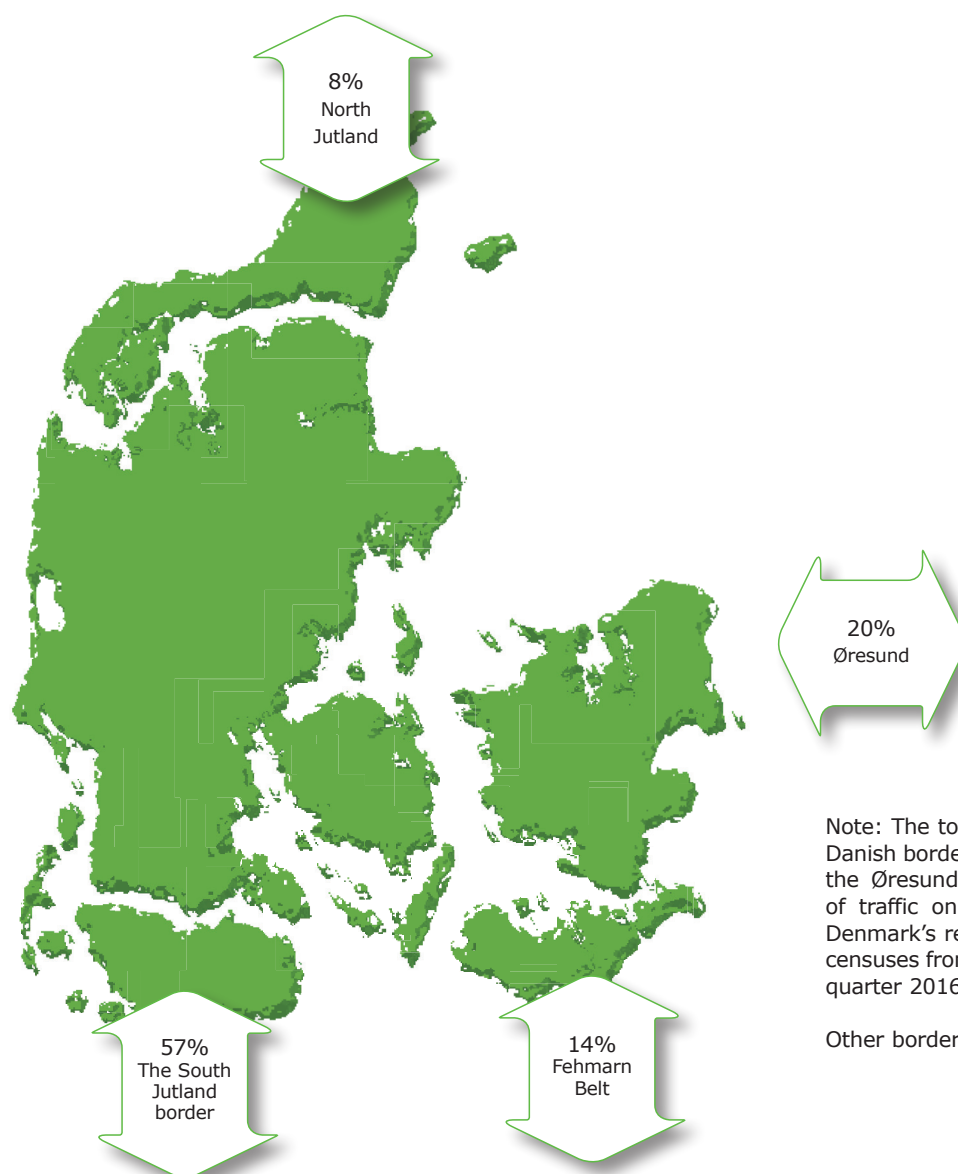 8%
North
Jutland
20%
Øresund
Note: The to
Danish borde
the Øresund
of traffic on
Denmark's re
censuses fron
quarter 2016
Other border
57%
The South
Jutland
border
14%
Fehmarn
Belt